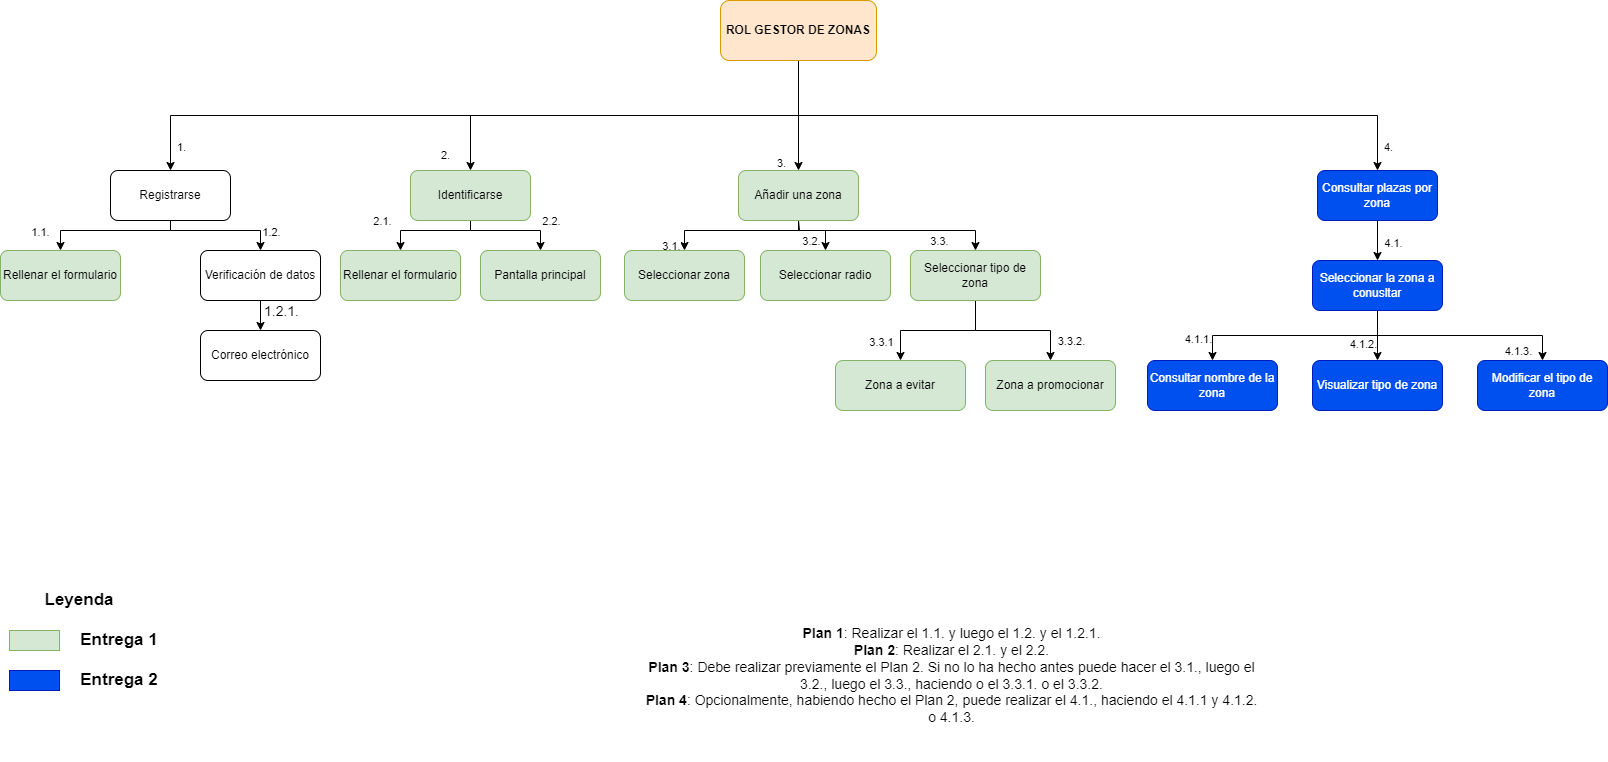 ROL GESTOR DE ZONAS
1.
2.
3.
4.
Registrarse
Identificarse
Añadir una zona
Consultar plazas por
zona
1.1.
1.2.
2.1.
2.2.
3.1.
3.2.
3.3.
4.1.
Rellenar el formulario
Verificación de datos
Rellenar el formulario
Pantalla principal
Seleccionar zona
Seleccionar radio
Seleccionar tipo de
zona
Seleccionar la zona a
conusltar
1.2.1.
3.3.1
3.3.2.
4.1.1.
4.1.2.
4.1.3.
Correo electrónico
Zona a evitar
Zona a promocionar
Consultar nombre de la
zona
Visualizar tipo de zona
Modificar el tipo de
zona
Leyenda
Entrega 1
Entrega 2
Plan 1: Realizar el 1.1. y luego el 1.2. y el 1.2.1.
Plan 2: Realizar el 2.1. y el 2.2.
Plan 3: Debe realizar previamente el Plan 2. Si no lo ha hecho antes puede hacer el 3.1., luego el
3.2., luego el 3.3., haciendo o el 3.3.1. o el 3.3.2.
Plan 4: Opcionalmente, habiendo hecho el Plan 2, puede realizar el 4.1., haciendo el 4.1.1 y 4.1.2.
o 4.1.3.